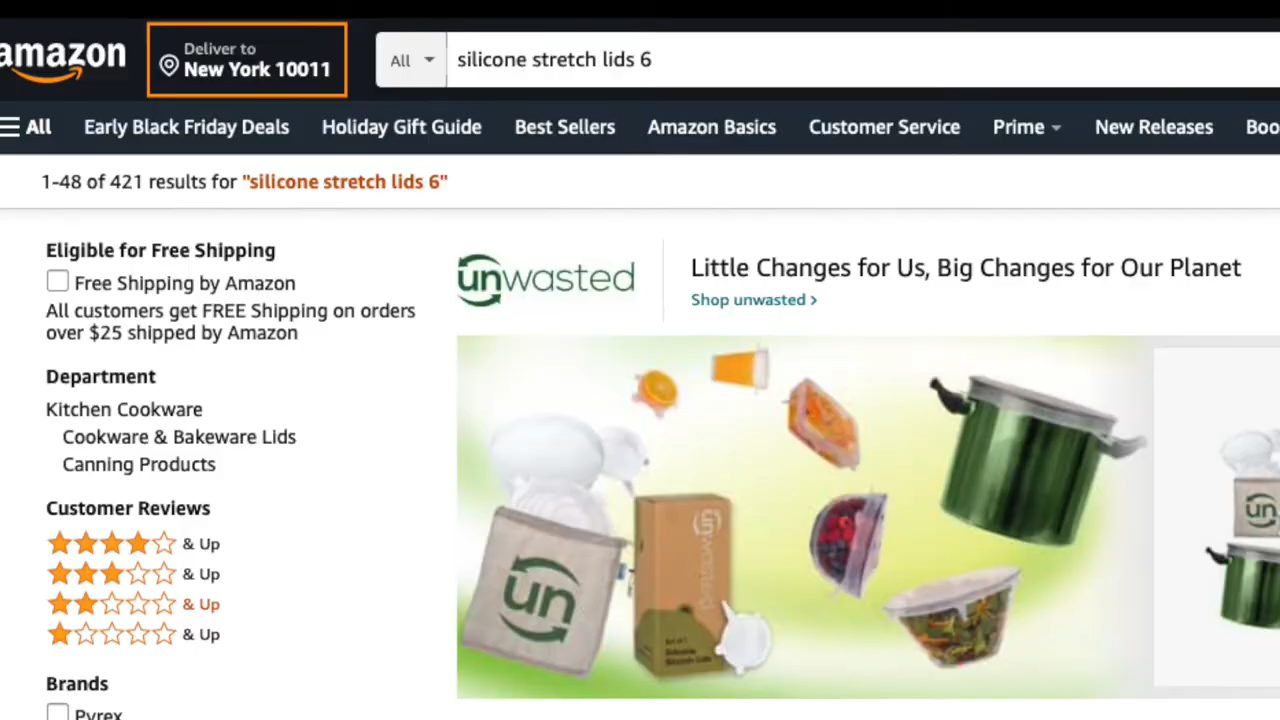 amazon
Deliver to
New York 10011
All
silicone stretch lids 6
All
Early Black Friday Deals
Holiday Gift Guide
Best Sellers
Amazon Basics
Customer Service
Prime
New Releases
Boo
1-48 of 421 results for "silicone stretch lids 6"
Eligible for Free Shipping
Free Shipping by Amazon
All customers get FREE Shipping on orders
over $25 shipped by Amazon
Department
Kitchen Cookware
Cookware & Bakeware Lids
Canning Products
Customer Reviews
& Up
& Up
& Up
& Up
Brands
Pyrex
unwasted
Little Changes for Us, Big Changes for Our Planet
Shop unwasted ›
un
unwasted
un